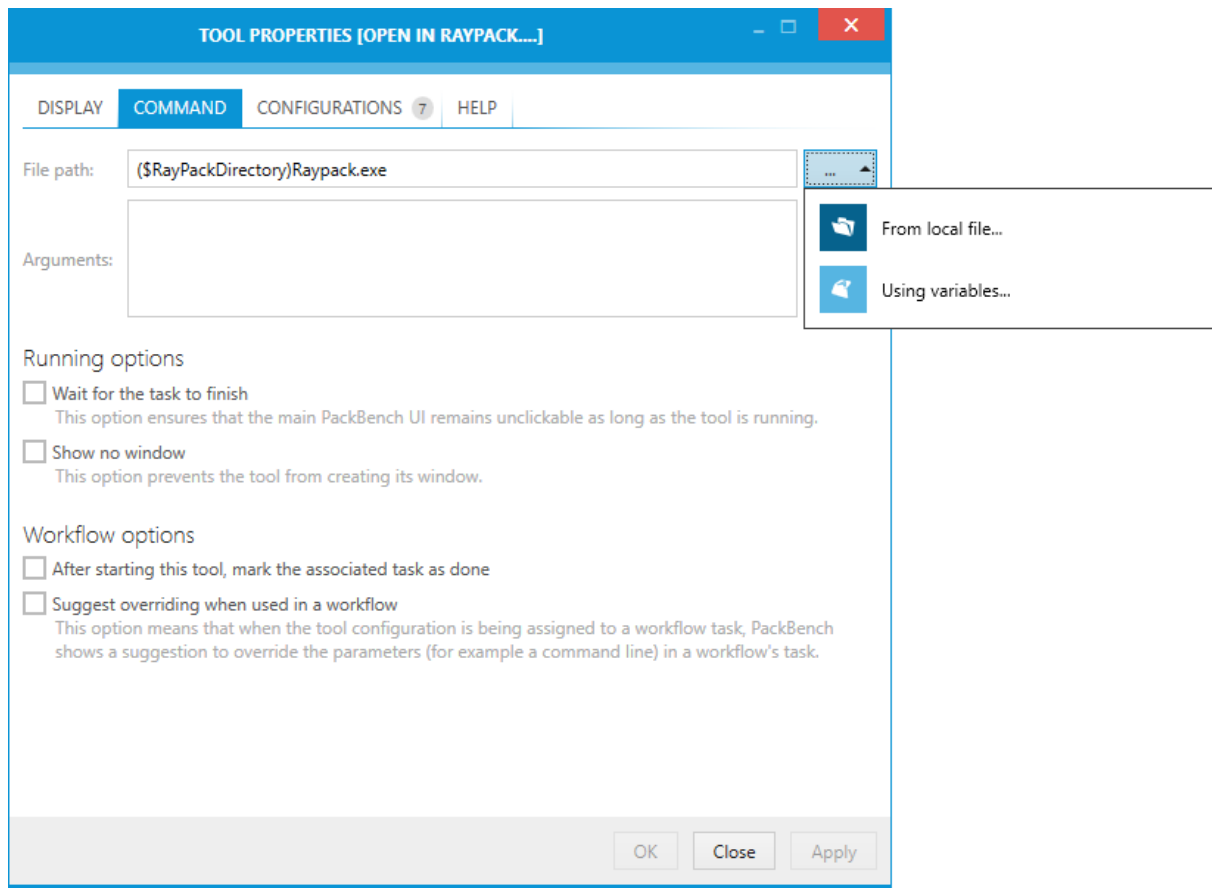 TOOL PROPERTIES [OPEN IN RAYPACK....]
DISPLAY COMMAND CONFIGURATIONS 7 HELP
File path: ($RayPackDirectory)Raypack.exe ...
From local file...
Arguments:
Using variables...
Running options
Wait for the task to finish
This option ensures that the main PackBench UI remains unclickable as long as the tool is running.
Show no window
This option prevents the tool from creating its window.
Workflow options
After starting this tool, mark the associated task as done
Suggest overriding when used in a workflow
This option means that when the tool configuration is being assigned to a workflow task, PackBench
shows a suggestion to override the parameters (for example a command line) in a workflow's task.
OK Close Apply